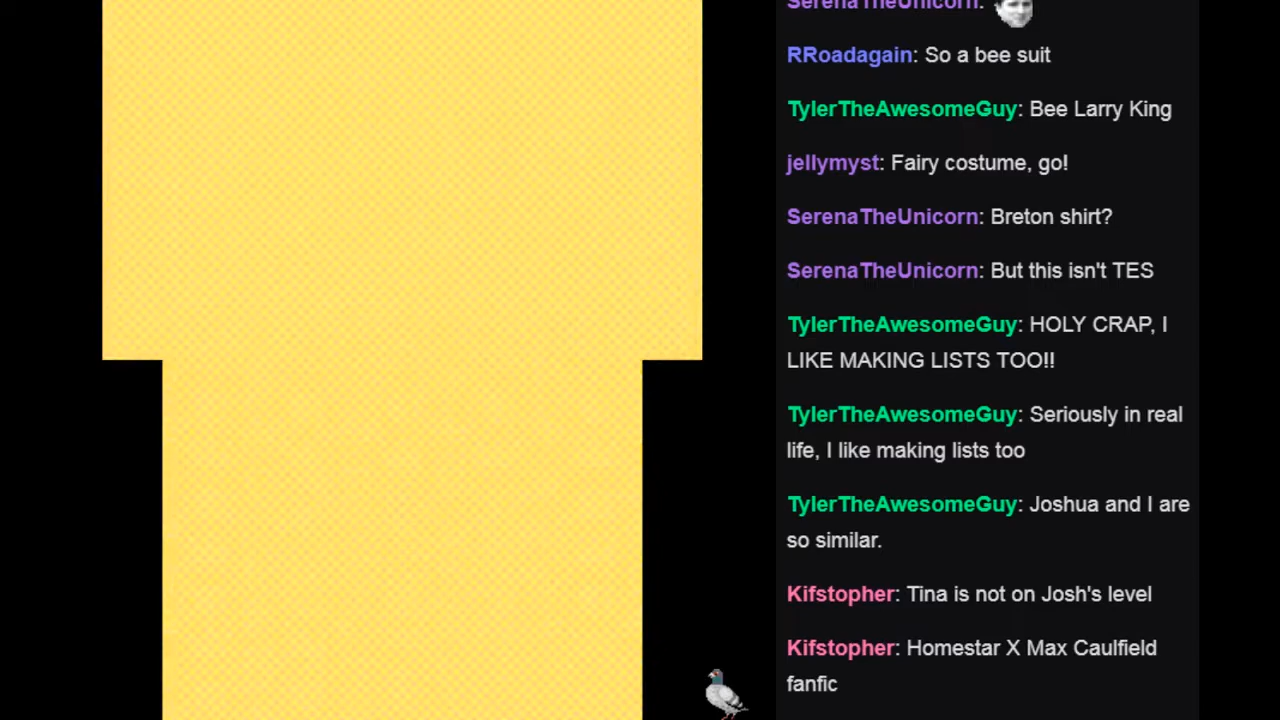 SerenaTheUnicorn:
RRoadagain: So a bee suit
TylerTheAwesomeGuy: Bee Larry King
jellymyst: Fairy costume, go!
SerenaTheUnicorn: Breton shirt?
SerenaTheUnicorn: But this isn't TES
TylerTheAwesomeGuy: HOLY CRAP, I
LIKE MAKING LISTS TOO!!
TylerTheAwesomeGuy: Seriously in real
life, I like making lists too
TylerTheAwesomeGuy: Joshua and I are
so similar.
Kifstopher: Tina is not on Josh's level
Kifstopher: Homestar X Max Caulfield
fanfic